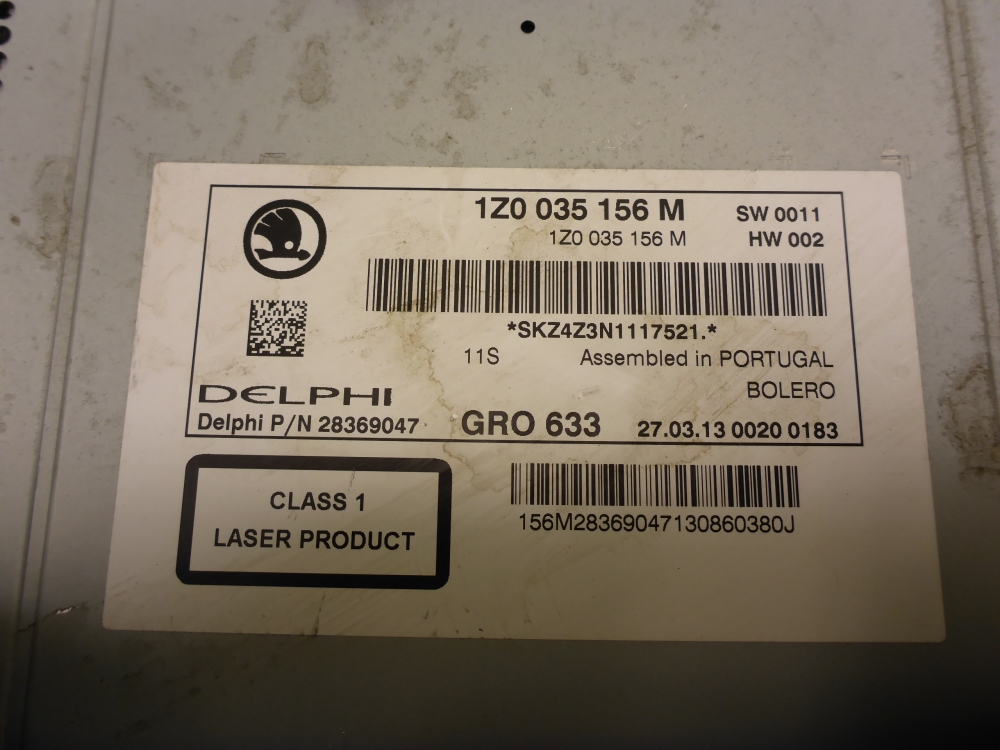 1Z0 035 156 M SW 0011
1Z0 035 156 M HW 002
*SKZ4Z3N1117521.*
11S Assembled in PORTUGAL
BOLERO
DELPHI
Delphi P/N 28369047 GRO 633 27.03.13 0020 0183
CLASS 1
LASER PRODUCT
156M28369047130860380J